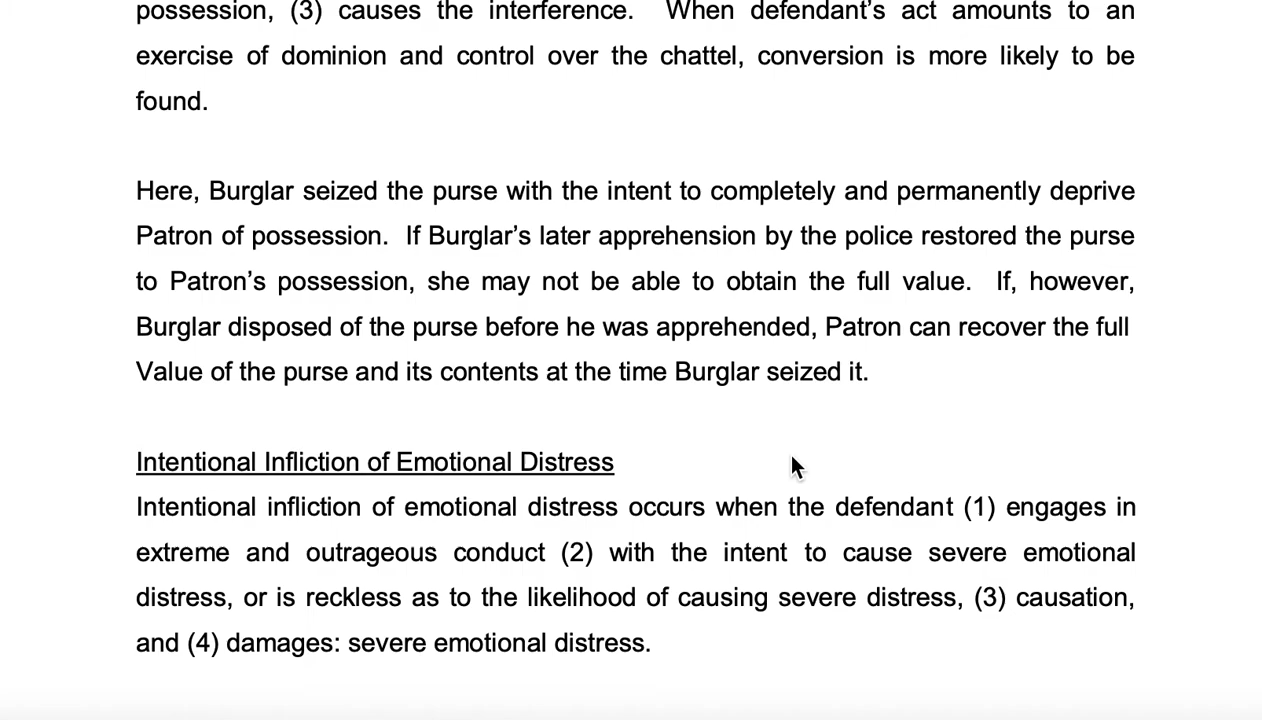 possession, (3) causes the interference. When defendant’s act amounts to an
exercise of dominion and control over the chattel, conversion is more likely to be
found.
Here, Burglar seized the purse with the intent to completely and permanently deprive
Patron of possession. If Burglar’s later apprehension by the police restored the purse
to Patron’s possession, she may not be able to obtain the full value. If, however,
Burglar disposed of the purse before he was apprehended, Patron can recover the full
Value of the purse and its contents at the time Burglar seized it.
Intentional Infliction of Emotional Distress
Intentional infliction of emotional distress occurs when the defendant (1) engages in
extreme and outrageous conduct (2) with the intent to cause severe emotional
distress, or is reckless as to the likelihood of causing severe distress, (3) causation,
and (4) damages: severe emotional distress.